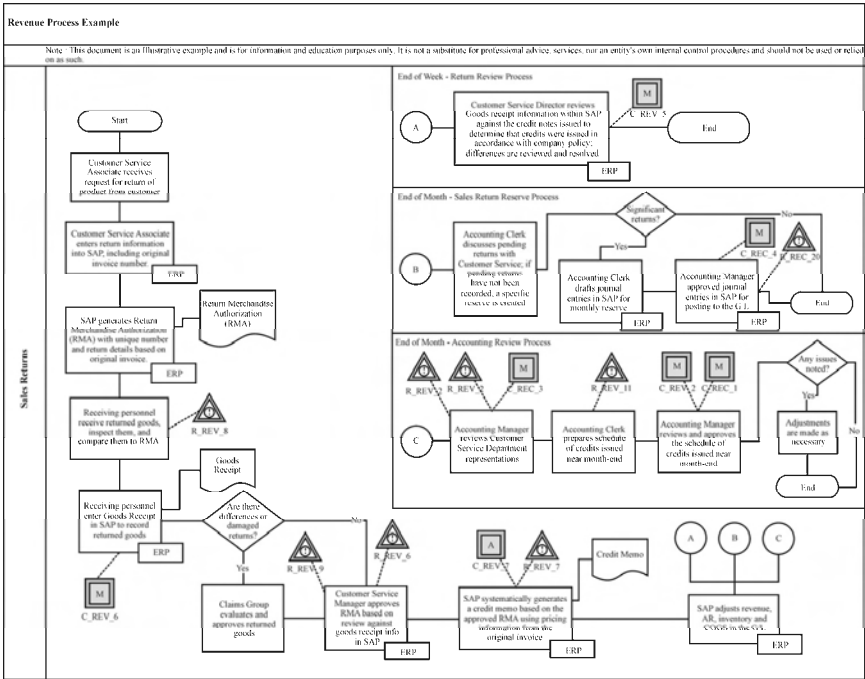 Revenue Process Example
Note - This document is an Illustrative example and is for information and education purposes only. It is not a substitute for professional advice, services, nor an entity's own internal control procedures and should not be used or relied
on as such.
Sales Returns
Start
Customer Service
Associate receives
request for return of
product from customer
Customer Service Associate
enters return information
into SAP, including original
invoice number.
ERP
SAP generates Return
Merchandise Authorization
(RMA) with unique number
and return details based on
original invoice.
ERP
Return Merchandise
Authorization
(RMA)
Receiving personnel
receive returned goods,
inspect them, and
compare them to RMA
R_REV_8
Goods
Receipt
Receiving personnel
enter Goods Receipt
in SAP to record
returned goods
ERP
M
C_REV_6
Are there
differences or
damaged
returns?
Yes
No
Claims Group
evaluates and
approves returned
goods
R_REV_9
R_REV_6
Customer Service
Manager approves
RMA based on
review against
goods receipt info
in SAP
ERP
A
C_REV_7
R_REV_7
Credit Memo
SAP systematically generates
a credit memo based on the
approved RMA using pricing
information from the
original invoice
ERP
A
B
C
SAP adjusts revenue,
AR, inventory and
COGS in the G/L
ERP
End of Week - Return Review Process
A
Customer Service Director reviews
Goods receipt information within SAP
against the credit notes issued to
determine that credits were issued in
accordance with company policy;
differences are reviewed and resolved
ERP
M
C_REV_5
End
End of Month - Sales Return Reserve Process
B
Accounting Clerk
discusses pending
returns with
Customer Service; if
pending returns
have not been
recorded, a specific
reserve is created
Significant
returns?
Yes
No
Accounting Clerk
drafts journal
entries in SAP for
monthly reserve
ERP
M
C_REC_4
R_REC_20
Accounting Manager
approved journal
entries in SAP for
posting to the G/L
ERP
End
End of Month - Accounting Review Process
C
M
C_REC_3
Accounting Manager
reviews Customer
Service Department
representations
R_REV_11
Accounting Clerk
prepares schedule
of credits issued
near month-end
M
M
C_REV_2
C_REC_1
Accounting Manager
reviews and approves
the schedule of
credits issued near
month-end
Any issues
noted?
Yes
No
Adjustments
are made as
necessary
End